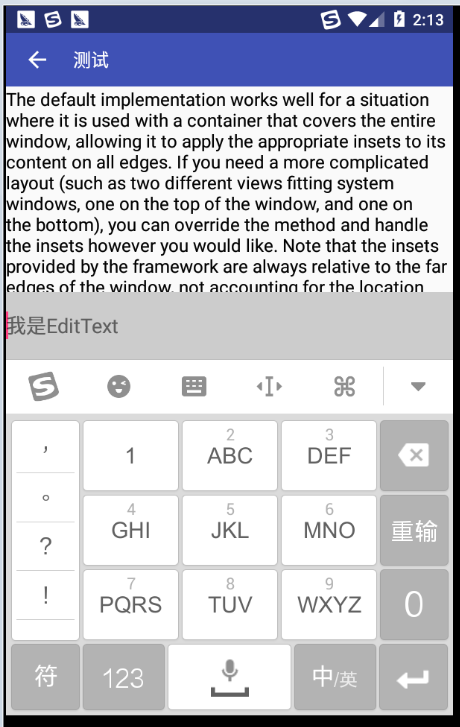 2:13
测试
The default implementation works well for a situation
where it is used with a container that covers the entire
window, allowing it to apply the appropriate insets to its
content on all edges. If you need a more complicated
layout (such as two different views fitting system
windows, one on the top of the window, and one on
the bottom), you can override the method and handle
the insets however you would like. Note that the insets
provided by the framework are always relative to the far
edges of the window, not accounting for the location
我是EditText
，
1
2
ABC
3
DEF
。
4
GHI
5
JKL
6
MNO
重输
?
!
7
PQRS
8
TUV
9
WXYZ
0
符
123
中/英